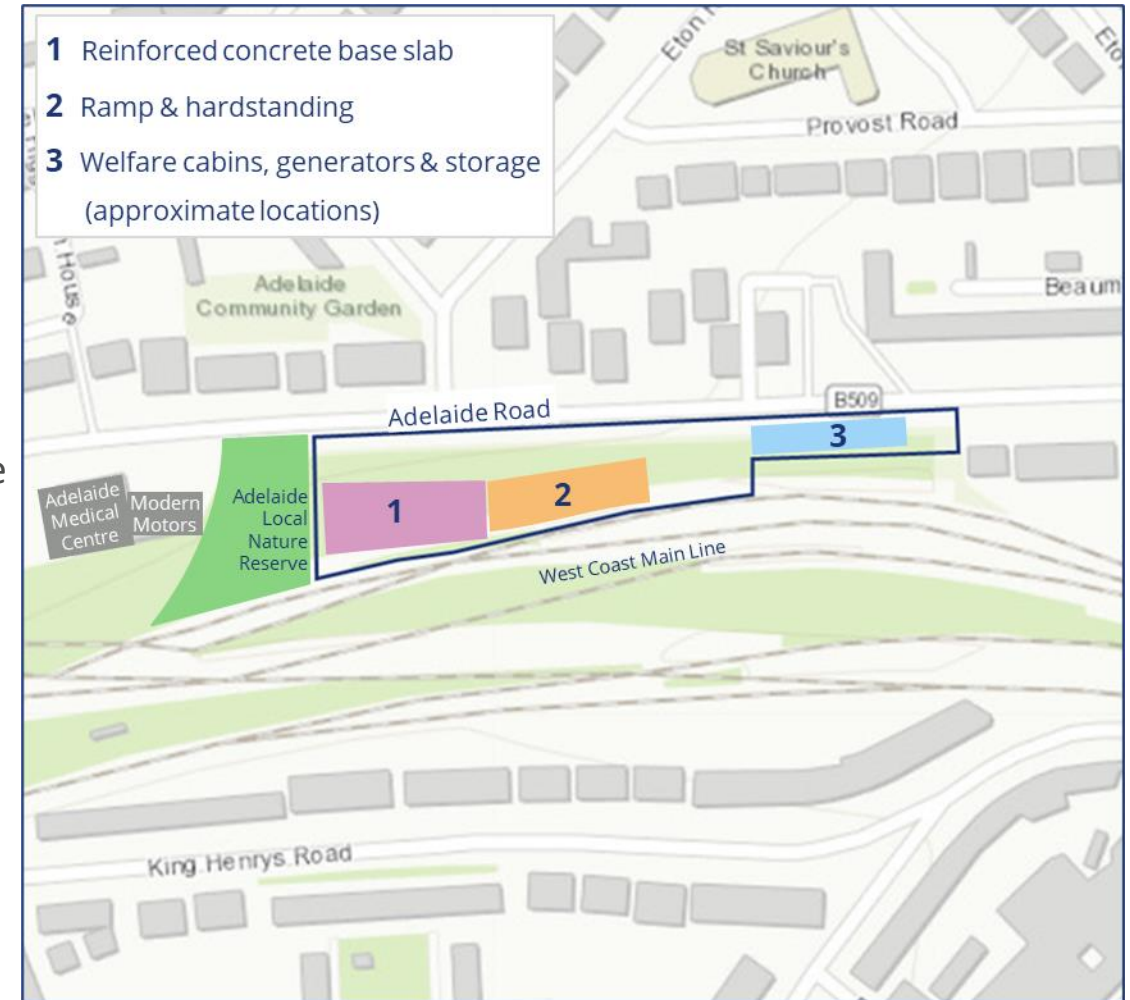 1 Reinforced concrete base slab
2 Ramp & hardstanding
3 Welfare cabins, generators & storage
(approximate locations)
Eton
St Saviour's
Church
Provost Road
House
Adelaide
Community Garden
Beaum
Adelaide Road
B509
3
e
Adelaide
Medical
Centre
Modern
Motors
Adelaide
Local
Nature
Reserve
1
2
West Coast Main Line
King Henrys Road